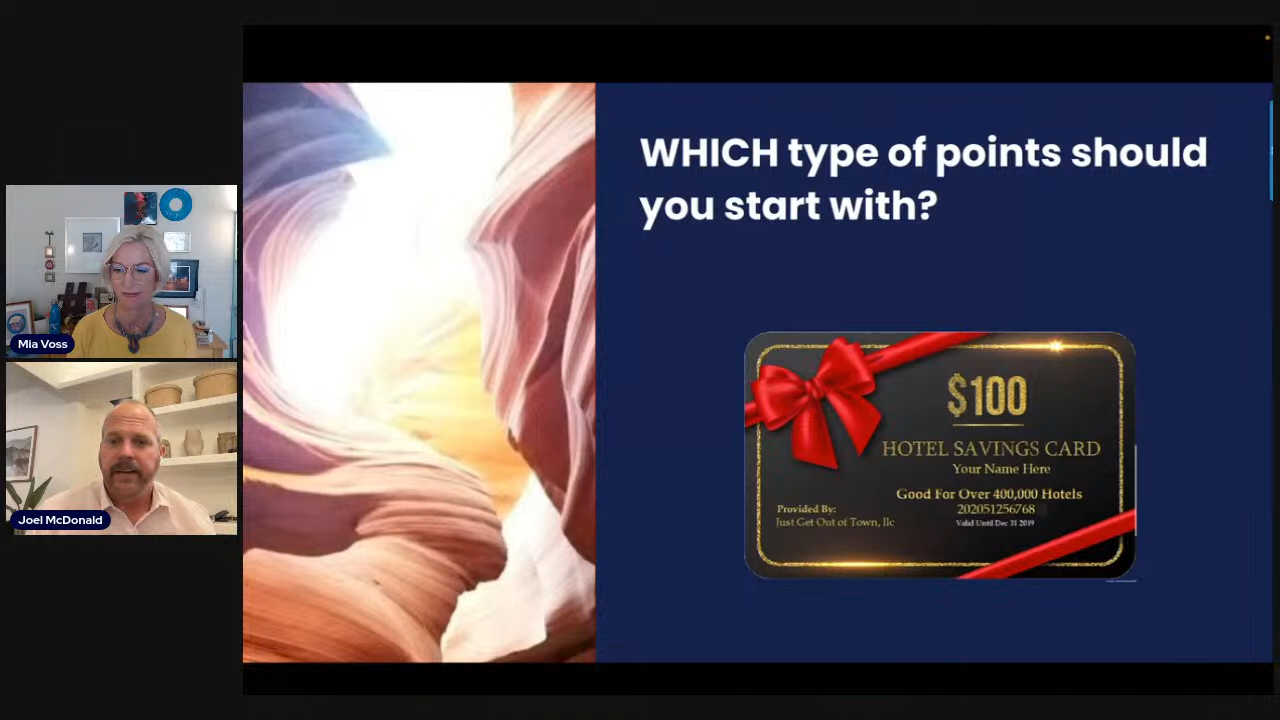 WHICH type of points should
you start with?
$100
HOTEL SAVINGS CARD
Your Name Here
Good For Over 400,000 Hotels
202051256768
Valid Until Dec 31 2019
Provided By:
Just Get Out of Town, llc
Mia Voss
Joel McDonald